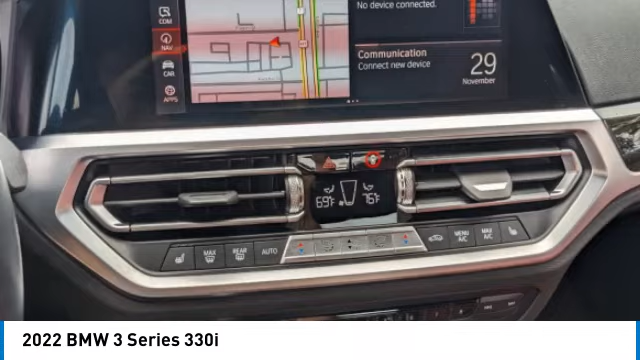 No device connected.
COM
NAV
CAR
APPS
Communication
Connect new device
29
November
69°F
76°F
MAX
REAR
AUTO
MENU
A/C
MAX
A/C
2022 BMW 3 Series 330i